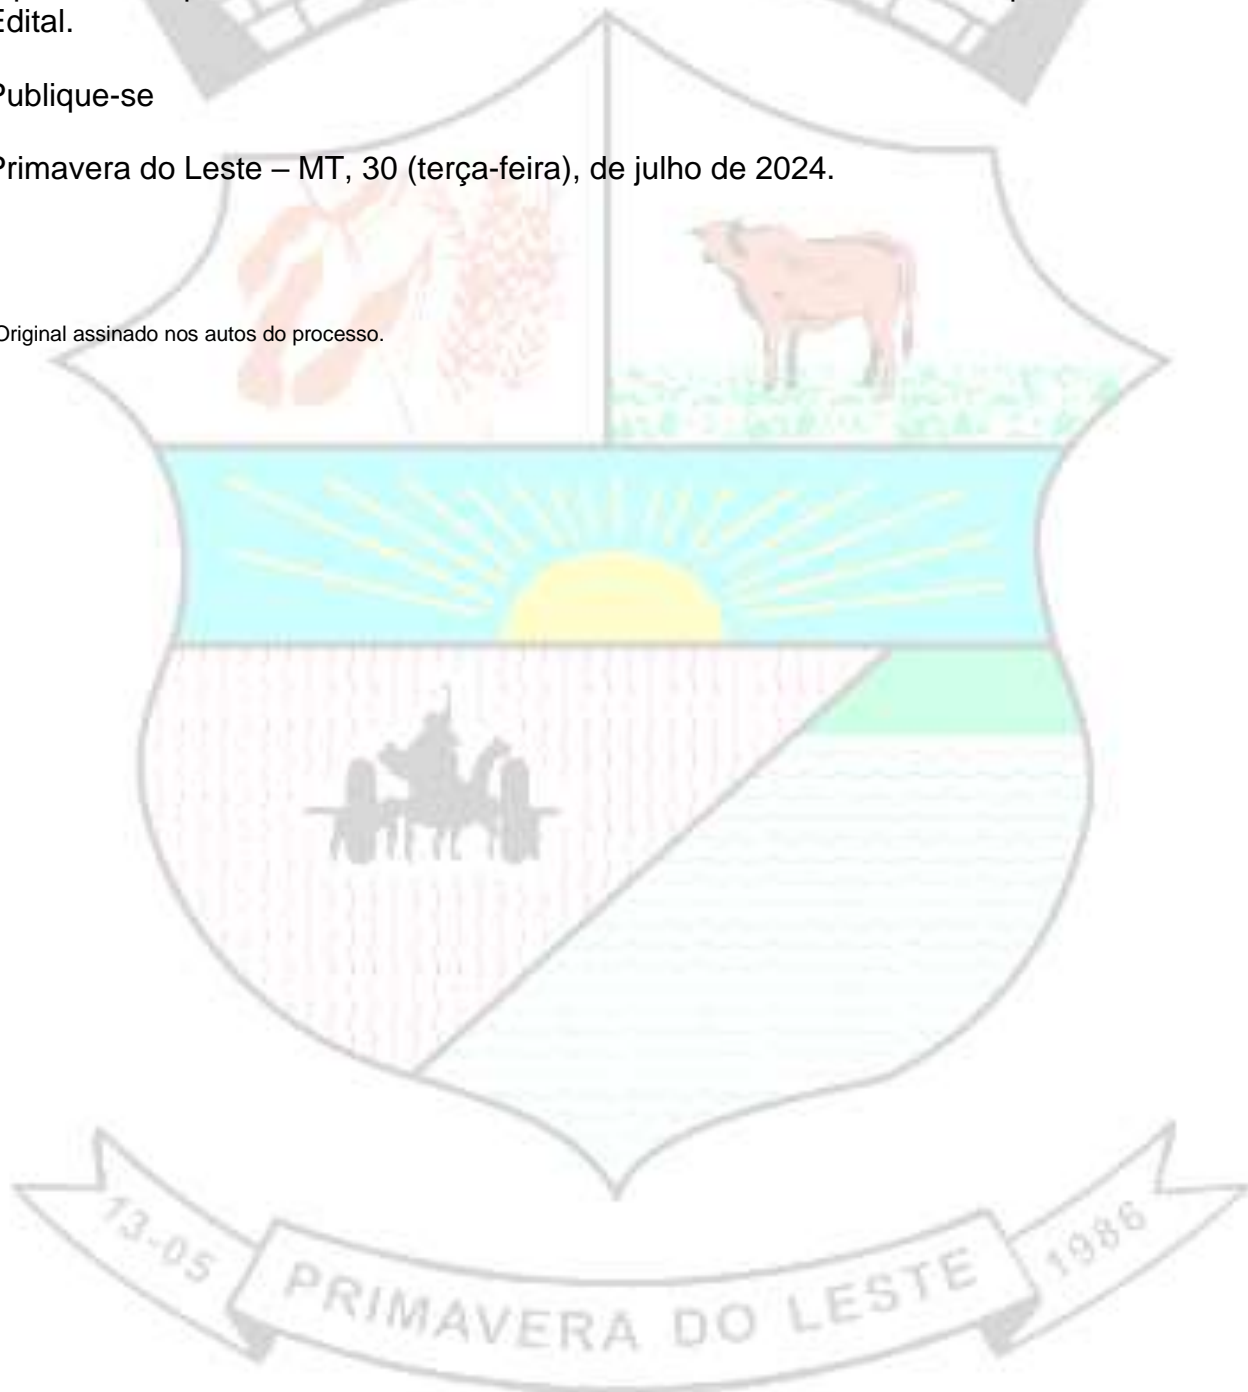 Edital.
Publique-se
Primavera do Leste – MT, 30 (terça-feira), de julho de 2024.
Original assinado nos autos do processo.
13-05
PRIMAVERA DO LESTE
1986